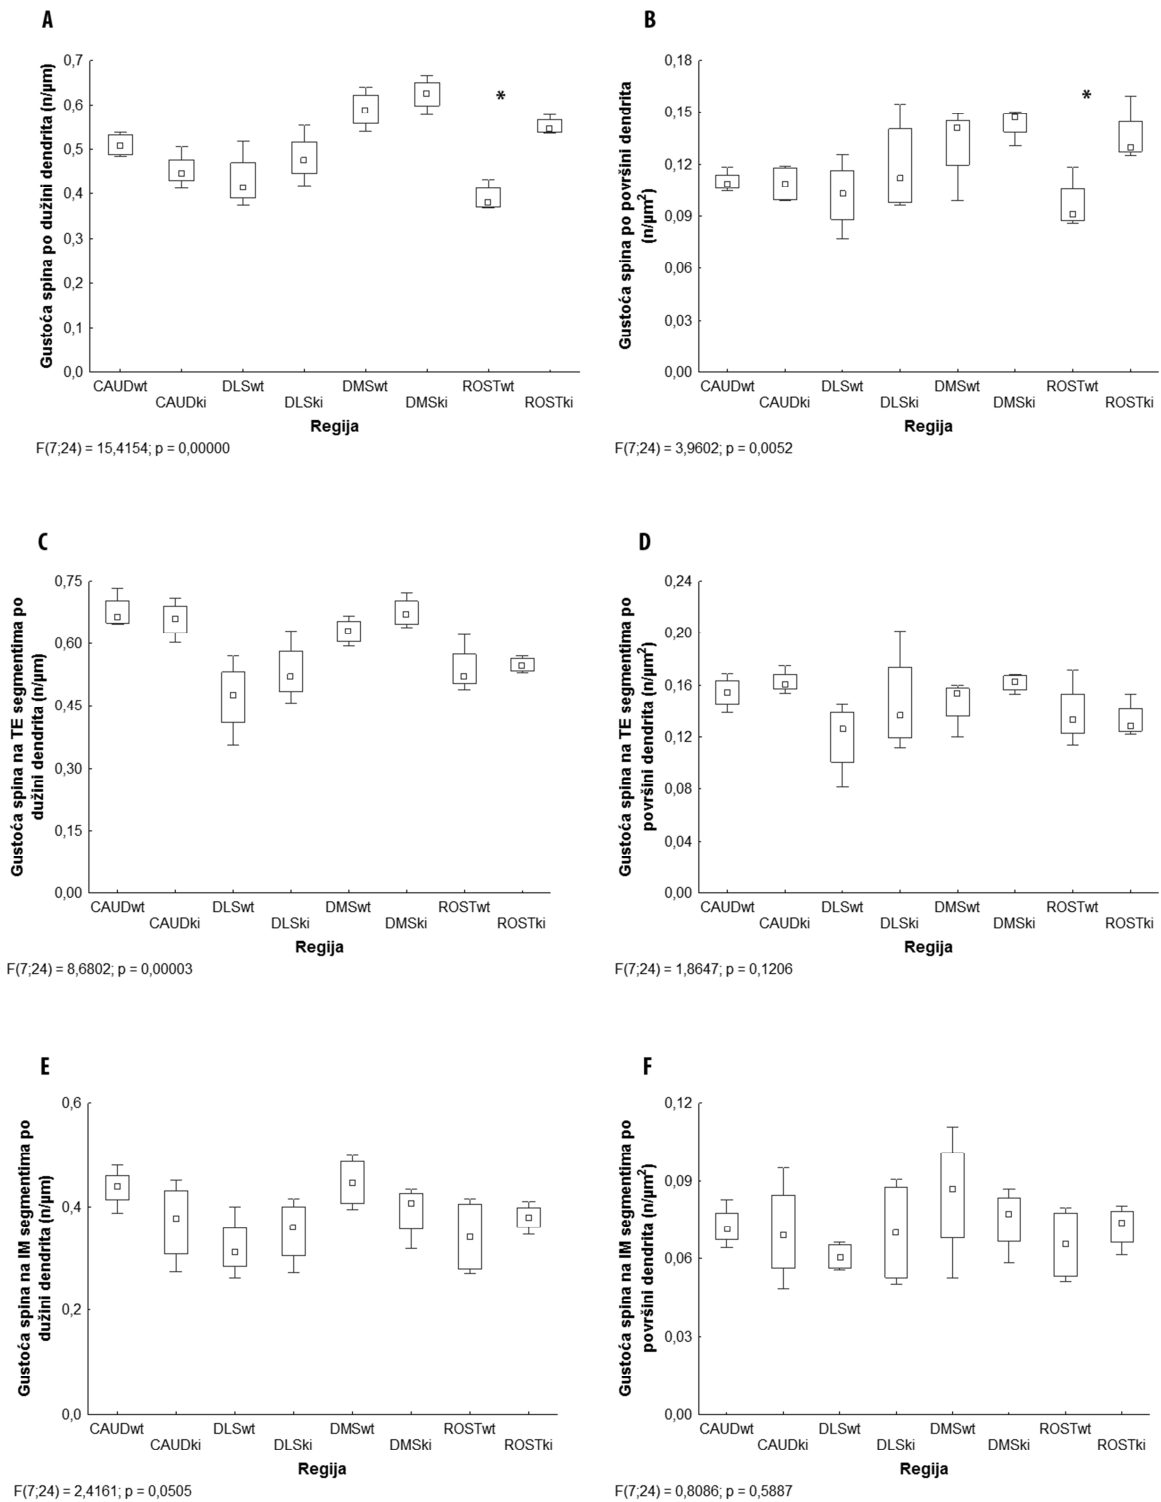 A
Gustoća spina po dužini dendrita (n/µm)
0,7
0,6
0,5
0,4
0,3
0,2
0,1
0,0
*
CAUDwt DLSwt DMSwt ROSTwt
CAUDki DLSki DMSki ROSTki
Regija
F(7;24) = 15,4154; p = 0,00000
B
Gustoća spina po površini dendrita
(n/µm²)
0,18
0,15
0,12
0,09
0,06
0,03
0,00
*
CAUDwt DLSwt DMSwt ROSTwt
CAUDki DLSki DMSki ROSTki
Regija
F(7;24) = 3,9602; p = 0,0052
C
Gustoća spina na TE segmentima po
dužini dendrita (n/µm)
0,75
0,60
0,45
0,30
0,15
0,00
CAUDwt DLSwt DMSwt ROSTwt
CAUDki DLSki DMSki ROSTki
Regija
F(7;24) = 8,6802; p = 0,00003
D
Gustoća spina na TE segmentima po
površini dendrita (n/µm²)
0,24
0,20
0,16
0,12
0,08
0,04
0,00
CAUDwt DLSwt DMSwt ROSTwt
CAUDki DLSki DMSki ROSTki
Regija
F(7;24) = 1,8647; p = 0,1206
E
Gustoća spina na IM segmentima po
dužini dendrita (n/µm)
0,6
0,4
0,2
0,0
CAUDwt DLSwt DMSwt ROSTwt
CAUDki DLSki DMSki ROSTki
Regija
F(7;24) = 2,4161; p = 0,0505
F
Gustoća spina na IM segmentima po
površini dendrita (n/µm²)
0,12
0,09
0,06
0,03
0,00
CAUDwt DLSwt DMSwt ROSTwt
CAUDki DLSki DMSki ROSTki
Regija
F(7;24) = 0,8086; p = 0,5887